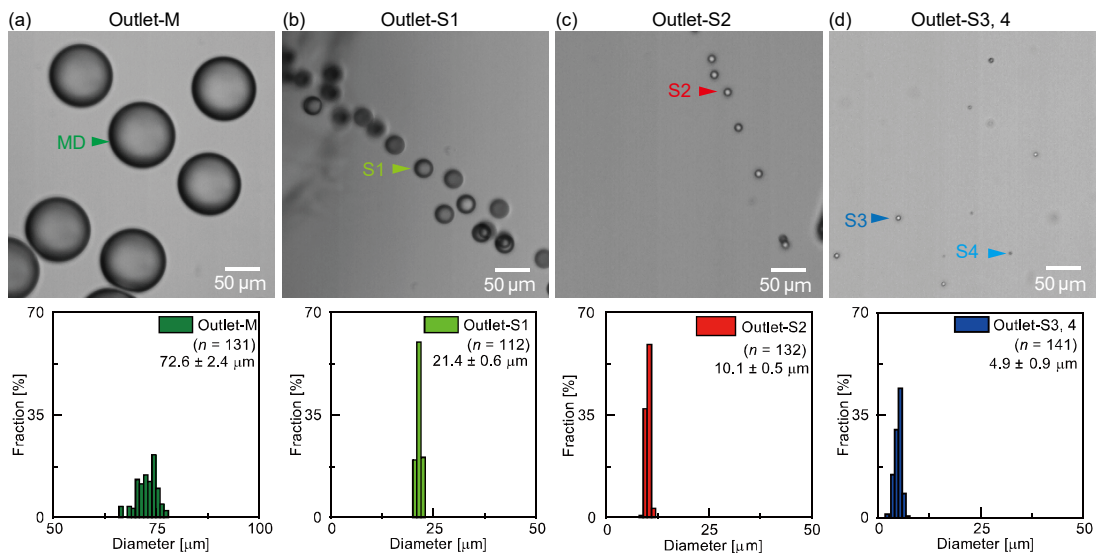 (a) Outlet-M
MD
50 μm
(b) Outlet-S1
S1
50 μm
(c) Outlet-S2
S2
50 μm
(d) Outlet-S3, 4
S3
S4
50 μm
70
35
0
Fraction [%]
Outlet-M
(n = 131)
72.6 ± 2.4 μm
50 75 100
Diameter [μm]
70
35
0
Fraction [%]
Outlet-S1
(n = 112)
21.4 ± 0.6 μm
0 25 50
Diameter [μm]
70
35
0
Fraction [%]
Outlet-S2
(n = 132)
10.1 ± 0.5 μm
0 25 50
Diameter [μm]
70
35
0
Fraction [%]
Outlet-S3, 4
(n = 141)
4.9 ± 0.9 μm
0 25 50
Diameter [μm]